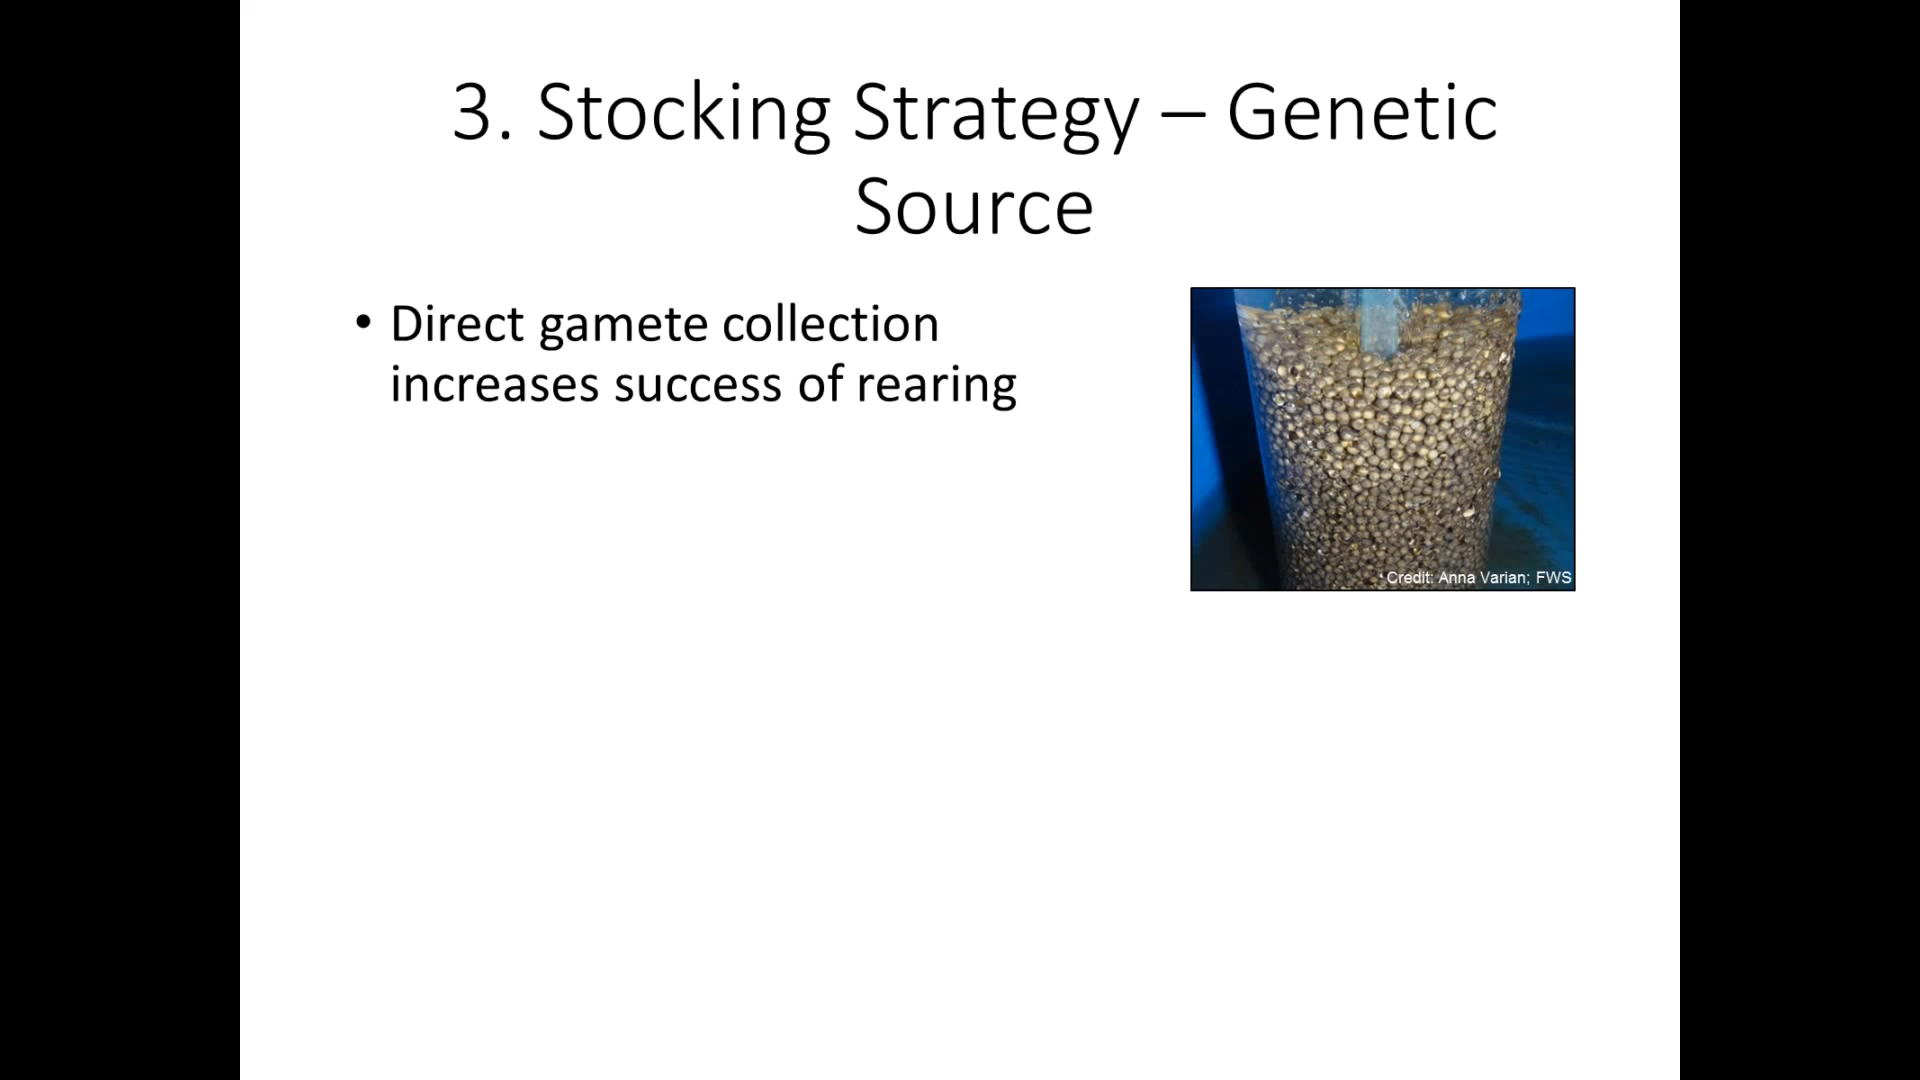 3. Stocking Strategy – Genetic
Source
• Direct gamete collection
increases success of rearing
Credit: Anna Varian; FWS